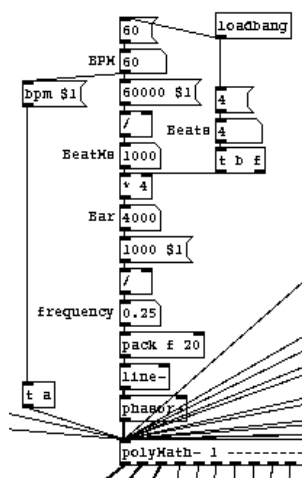 60 loadbang
BPM 60
bpm $1 60000 $1 4
/ Beats 4
BeatMs 1000 t b f
* 4
Bar 4000
1000 $1
/
frequency 0.25
pack f 20
line~
t a phasor~
polyMath~ 1